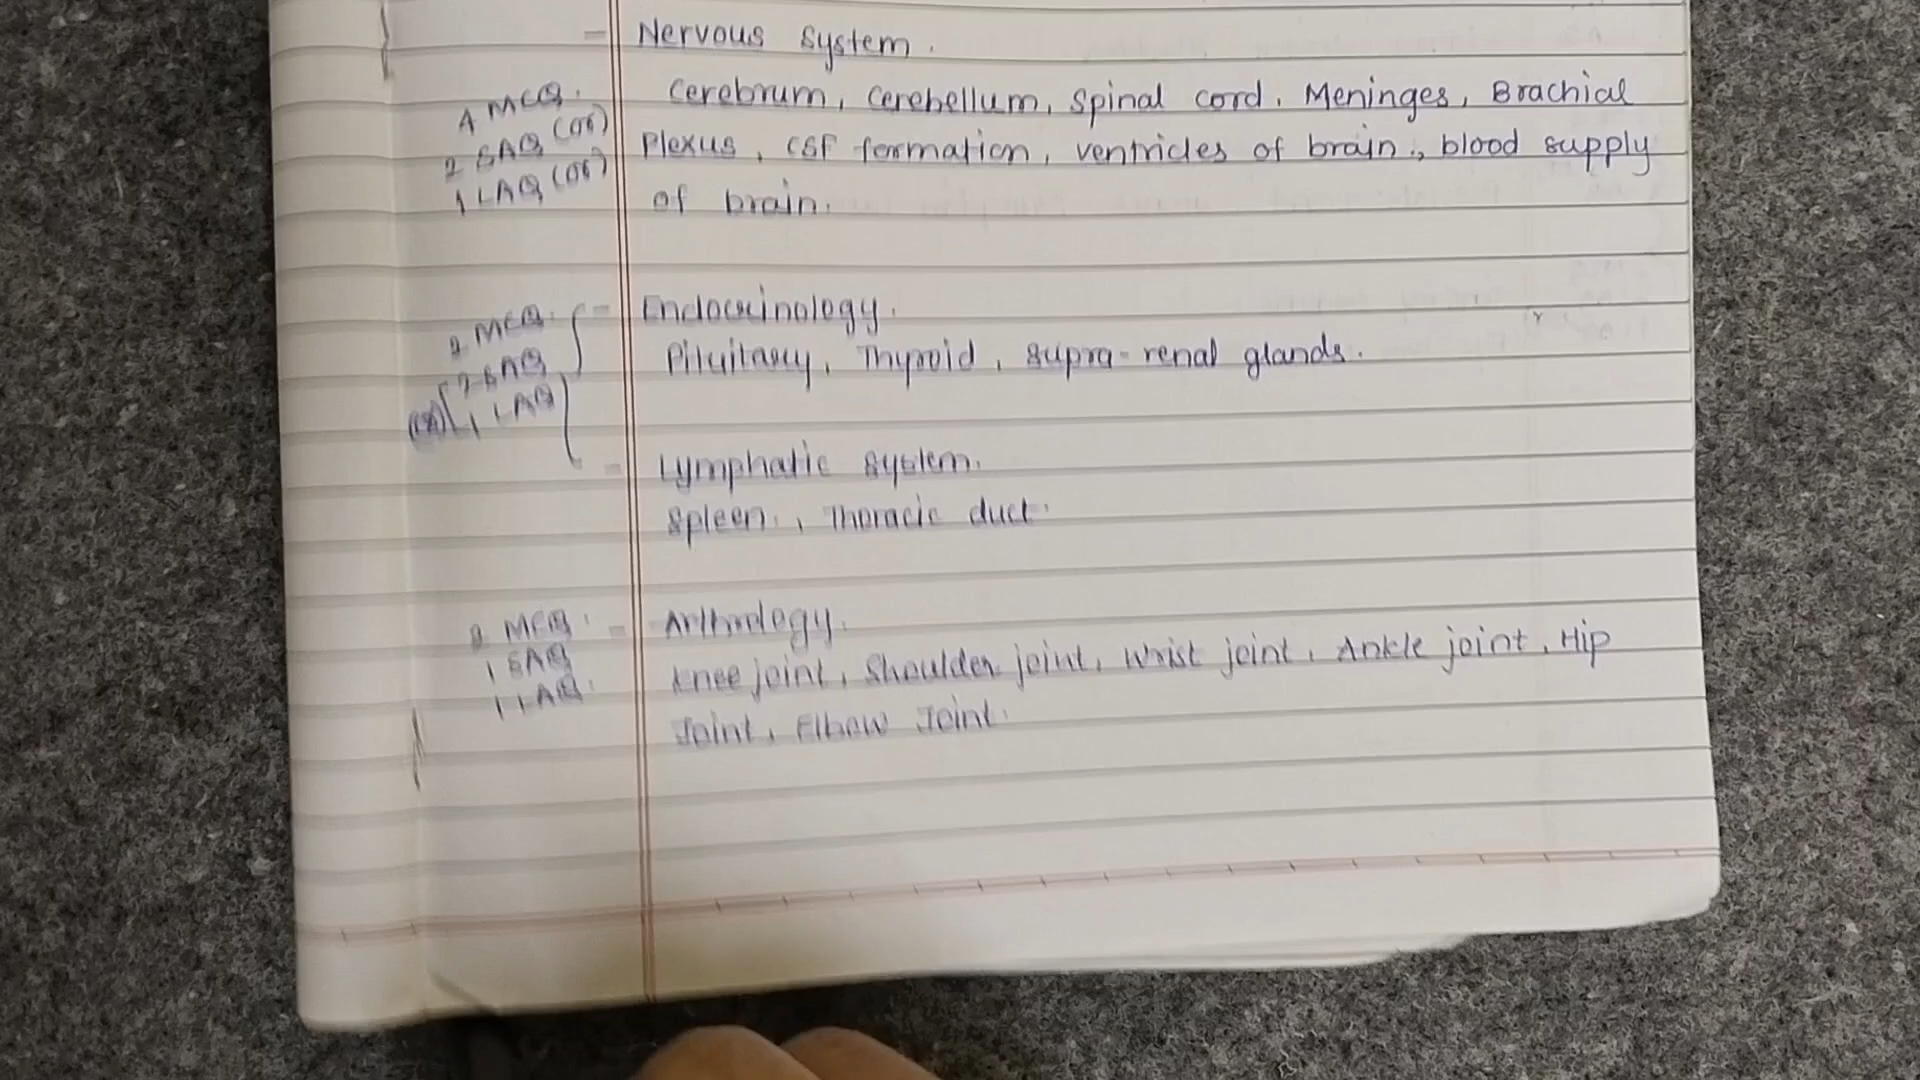 - Nervous system.
4 MCQ.
2 SAQ (OR)
1 LAQ (OR)
Cerebrum, Cerebellum, Spinal cord, Meninges, Brachial
Plexus, CSF formation, ventricles of brain, blood supply
of brain.
MCQ.
2 SAQ
1 LAQ
- Endocrinology.
Pituitary, Thyroid, supra-renal glands.
- Lymphatic system.
Spleen, Thoracic duct.
MCQ.
1 SAQ
1 LAQ.
- Arthrology.
Knee joint, Shoulder joint, Wrist joint, Ankle joint, Hip
Joint, Elbow Joint.